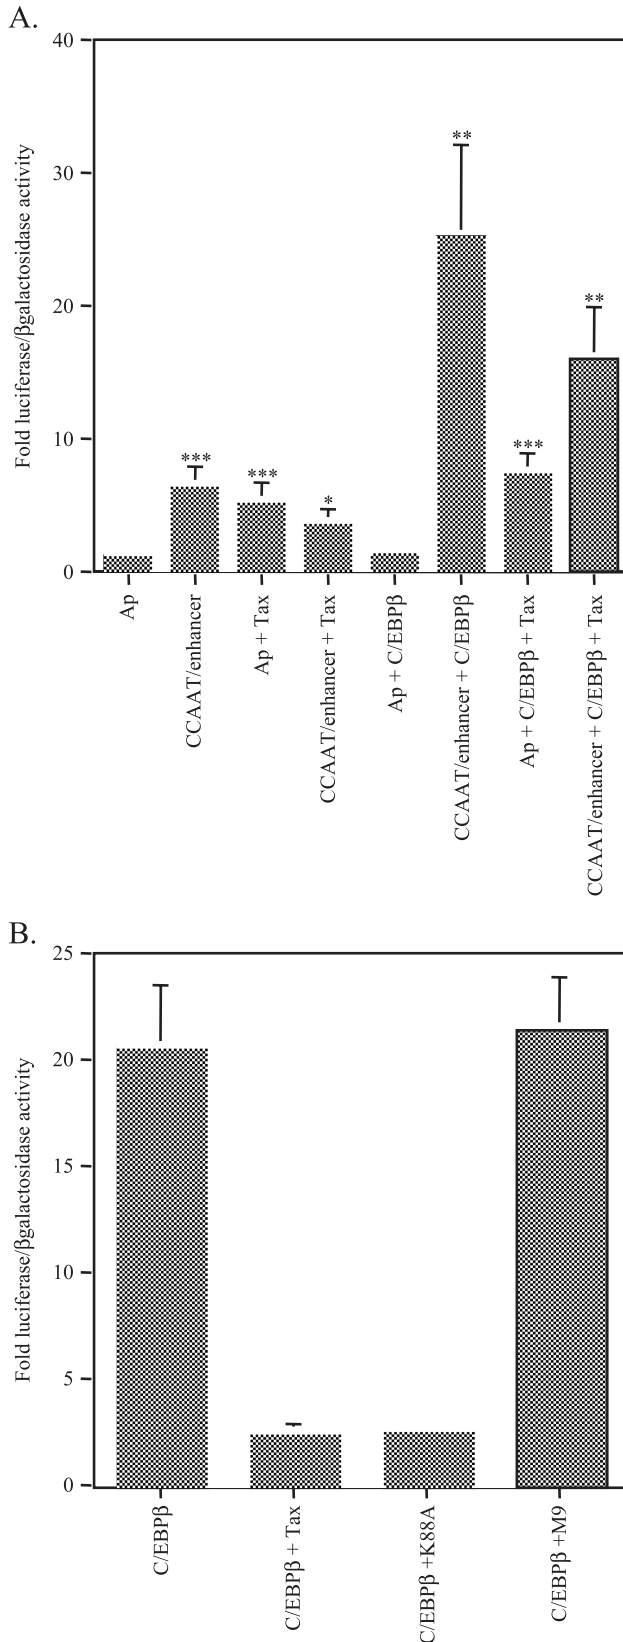 A.
Fold luciferase/βgalactosidase activity
40
30
20
10
0
***
***
*
**
***
**
Ap
CCAAT/enhancer
Ap + Tax
CCAAT/enhancer + Tax
Ap + C/EBPβ
CCAAT/enhancer + C/EBPβ
Ap + C/EBPβ + Tax
CCAAT/enhancer + C/EBPβ + Tax
B.
Fold luciferase/βgalactosidase activity
25
20
15
10
5
0
C/EBPβ
C/EBPβ + Tax
C/EBPβ +K88A
C/EBPβ +M9